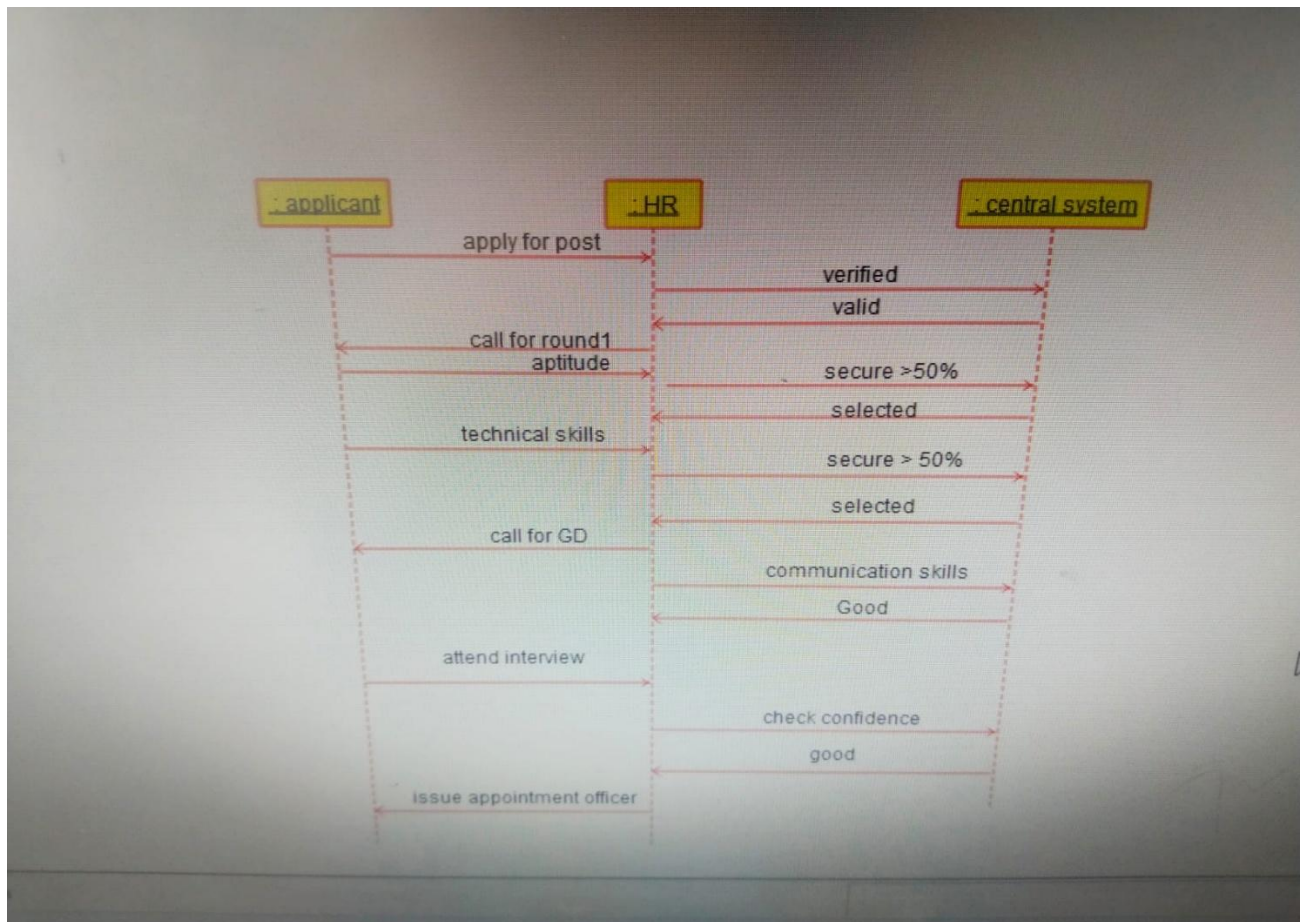 : applicant
: HR
: central system
apply for post
verified
valid
call for round1
aptitude
secure >50%
selected
technical skills
secure > 50%
selected
call for GD
communication skills
Good
attend interview
check confidence
good
issue appointment officer